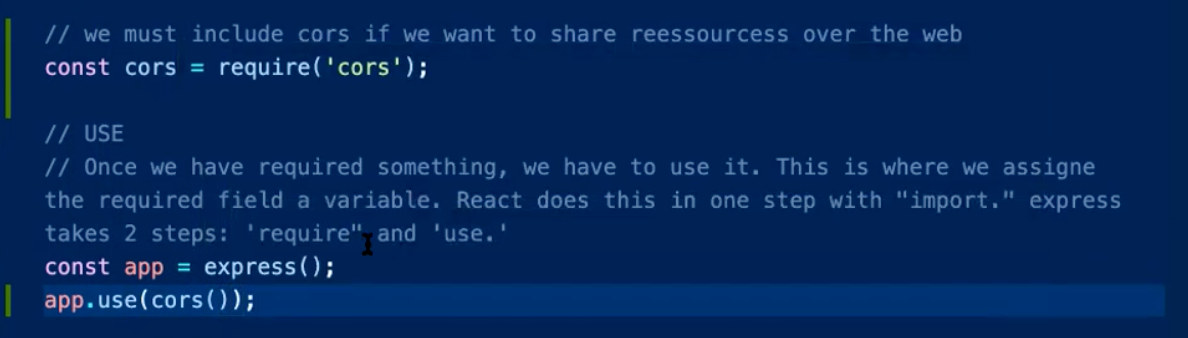 // we must include cors if we want to share reessourcess over the web
const cors = require('cors');
// USE
// Once we have required something, we have to use it. This is where we assigne
the required field a variable. React does this in one step with "import." express
takes 2 steps: 'require" and 'use.'
const app = express();
app.use(cors());